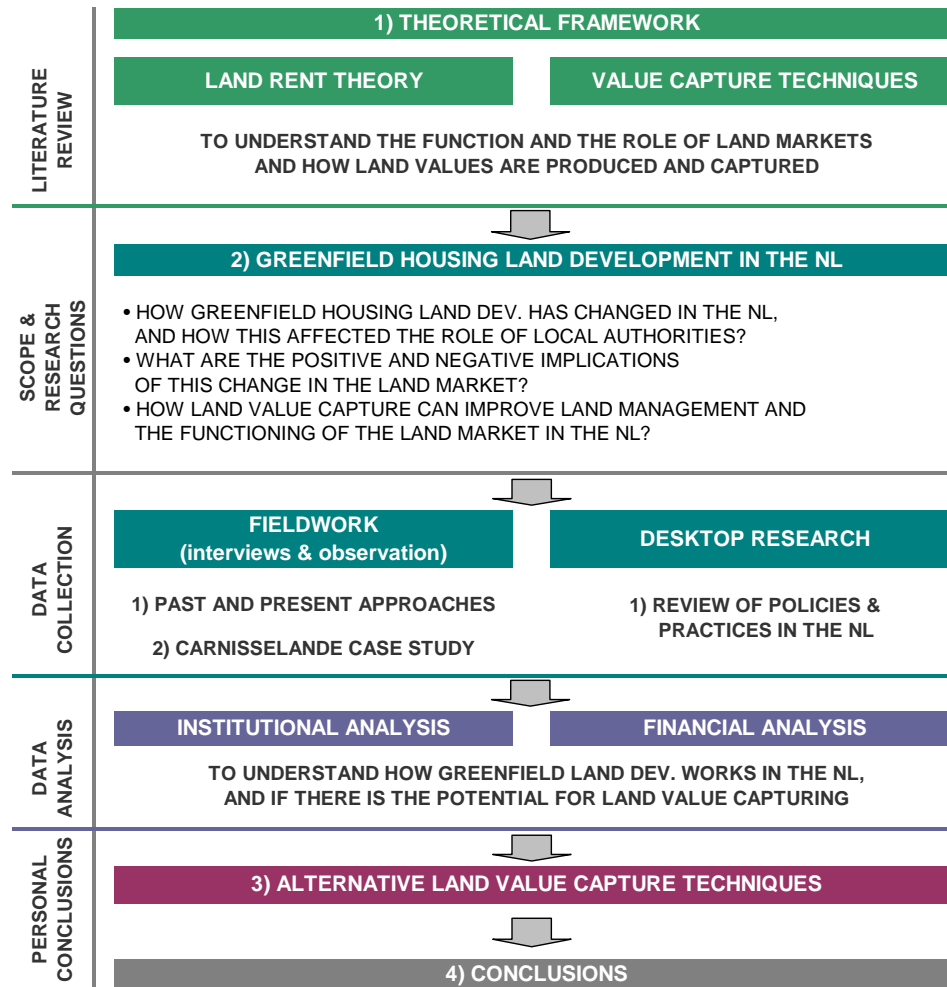 LITERATURE
REVIEW
1) THEORETICAL FRAMEWORK
LAND RENT THEORY
VALUE CAPTURE TECHNIQUES
TO UNDERSTAND THE FUNCTION AND THE ROLE OF LAND MARKETS
AND HOW LAND VALUES ARE PRODUCED AND CAPTURED
SCOPE &
RESEARCH
QUESTIONS
2) GREENFIELD HOUSING LAND DEVELOPMENT IN THE NL
• HOW GREENFIELD HOUSING LAND DEV. HAS CHANGED IN THE NL,
AND HOW THIS AFFECTED THE ROLE OF LOCAL AUTHORITIES?
• WHAT ARE THE POSITIVE AND NEGATIVE IMPLICATIONS
OF THIS CHANGE IN THE LAND MARKET?
• HOW LAND VALUE CAPTURE CAN IMPROVE LAND MANAGEMENT AND
THE FUNCTIONING OF THE LAND MARKET IN THE NL?
DATA
COLLECTION
FIELDWORK
(interviews & observation)
1) PAST AND PRESENT APPROACHES
2) CARNISSELANDE CASE STUDY
DESKTOP RESEARCH
1) REVIEW OF POLICIES &
PRACTICES IN THE NL
DATA
ANALYSIS
INSTITUTIONAL ANALYSIS
FINANCIAL ANALYSIS
TO UNDERSTAND HOW GREENFIELD LAND DEV. WORKS IN THE NL,
AND IF THERE IS THE POTENTIAL FOR LAND VALUE CAPTURING
PERSONAL
CONCLUSIONS
3) ALTERNATIVE LAND VALUE CAPTURE TECHNIQUES
4) CONCLUSIONS